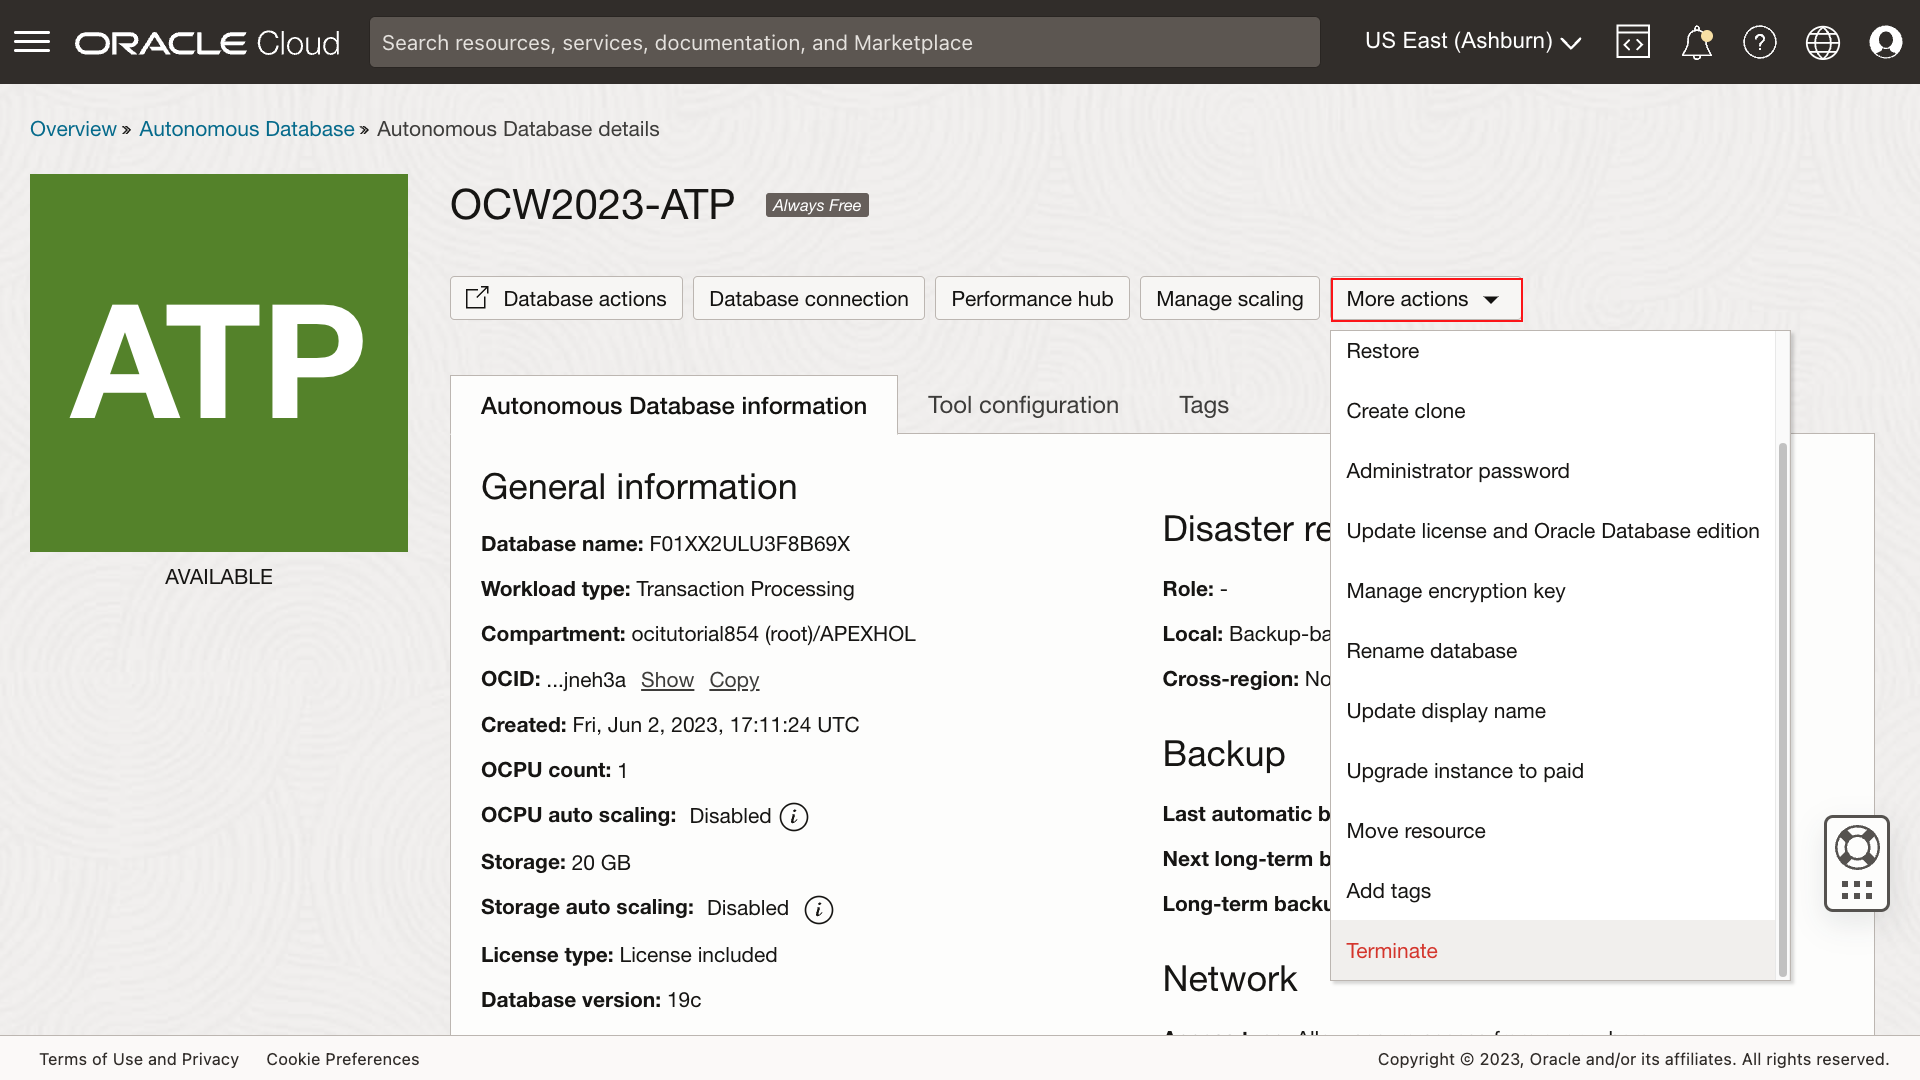 ORACLE Cloud
Search resources, services, documentation, and Marketplace
US East (Ashburn)
Overview » Autonomous Database » Autonomous Database details
ATP
AVAILABLE
OCW2023-ATP
Always Free
Database actions
Database connection
Performance hub
Manage scaling
More actions
Restore
Create clone
Administrator password
Update license and Oracle Database edition
Manage encryption key
Rename database
Update display name
Upgrade instance to paid
Move resource
Add tags
Terminate
Autonomous Database information
Tool configuration
Tags
General information
Database name: F01XX2ULU3F8B69X
Workload type: Transaction Processing
Compartment: ocitutorial854 (root)/APEXHOL
OCID: ...jneh3a Show Copy
Created: Fri, Jun 2, 2023, 17:11:24 UTC
OCPU count: 1
OCPU auto scaling: Disabled
Storage: 20 GB
Storage auto scaling: Disabled
License type: License included
Database version: 19c
Disaster re
Role: -
Local: Backup-ba
Cross-region: No
Backup
Last automatic b
Next long-term b
Long-term backu
Network
Terms of Use and Privacy
Cookie Preferences
Copyright © 2023, Oracle and/or its affiliates. All rights reserved.